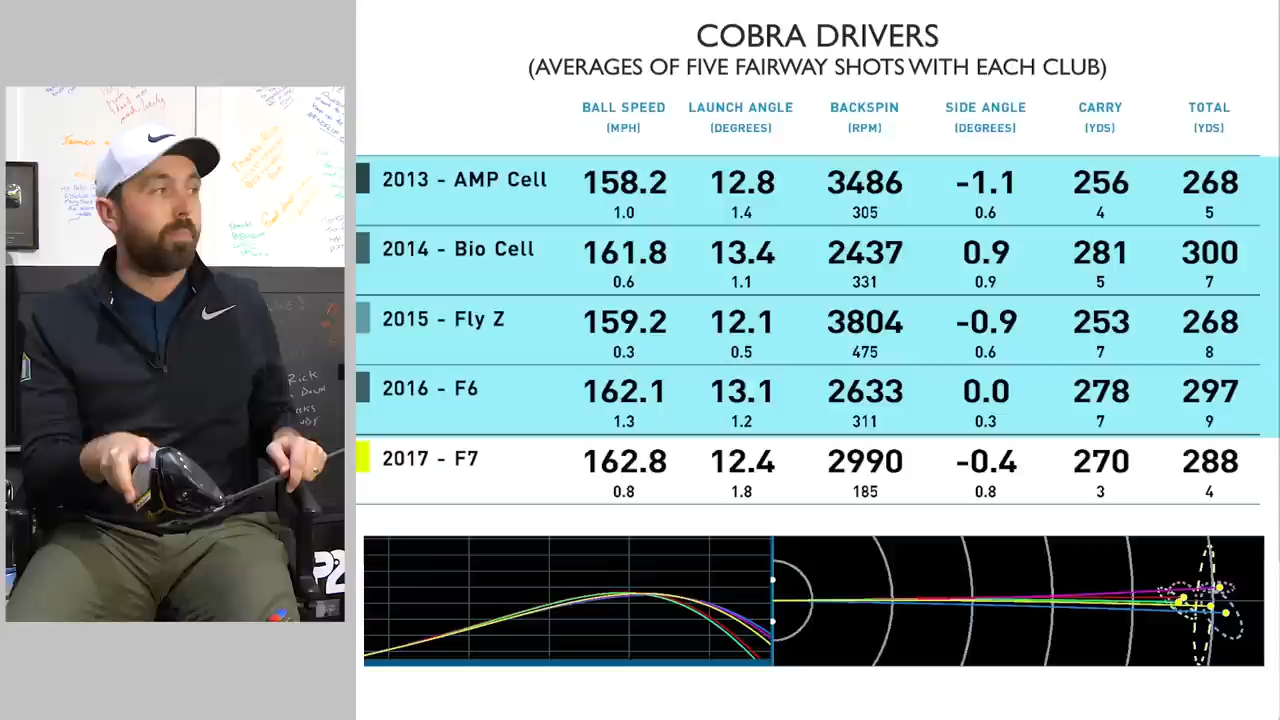 COBRA DRIVERS
(AVERAGES OF FIVE FAIRWAY SHOTS WITH EACH CLUB)
BALL SPEED LAUNCH ANGLE BACKSPIN SIDE ANGLE CARRY TOTAL
(MPH) (DEGREES) (RPM) (DEGREES) (YDS) (YDS)
2013 - AMP Cell 158.2 12.8 3486 -1.1 256 268
1.0 1.4 305 0.6 4 5
2014 - Bio Cell 161.8 13.4 2437 0.9 281 300
0.6 1.1 331 0.9 5 7
2015 - Fly Z 159.2 12.1 3804 -0.9 253 268
0.3 0.5 475 0.6 7 8
2016 - F6 162.1 13.1 2633 0.0 278 297
1.3 1.2 311 0.3 7 9
2017 - F7 162.8 12.4 2990 -0.4 270 288
0.8 1.8 185 0.8 3 4
Rick